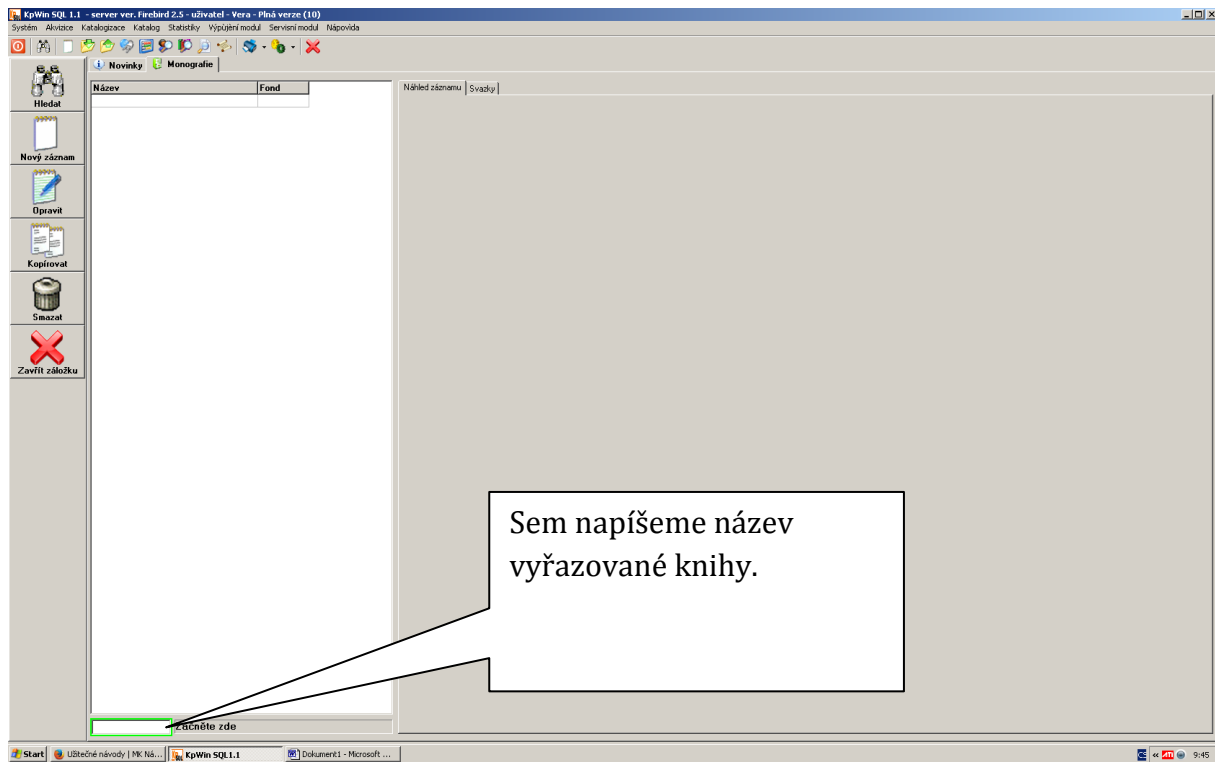 KpWin SQL 1.1 - server ver. Firebird 2.5 - uživatel - Vera - Plná verze (10)
Systém Akvizice Katalogizace Katalog Statistiky Výpůjční modul Servisní modul Nápovída
Novinky Monografie
Název Fond
Náhled záznamu Svazky
Hledat
Nový záznam
Opravit
Kopírovat
Smazat
Zavřít záložku
Sem napíšeme název
vyřazované knihy.
Začněte zde
Start Užitečné návody | MK Ná... KpWin SQL1.1 Dokument1 - Microsoft ... CS « ATI 9:45